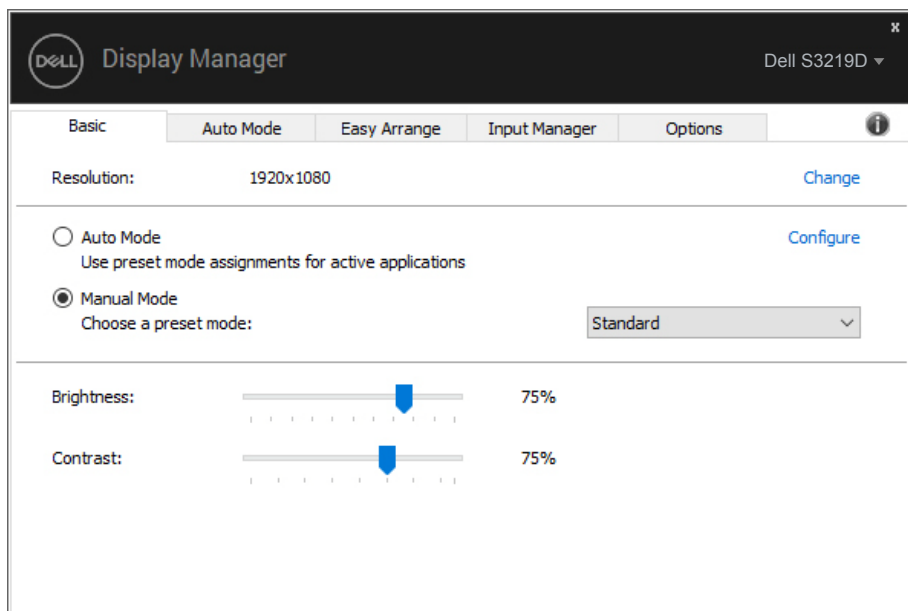 x
DELL Display Manager Dell S3219D
Basic Auto Mode Easy Arrange Input Manager Options i
Resolution: 1920x1080 Change
Auto Mode Configure
Use preset mode assignments for active applications
Manual Mode
Choose a preset mode: Standard
Brightness: 75%
Contrast: 75%